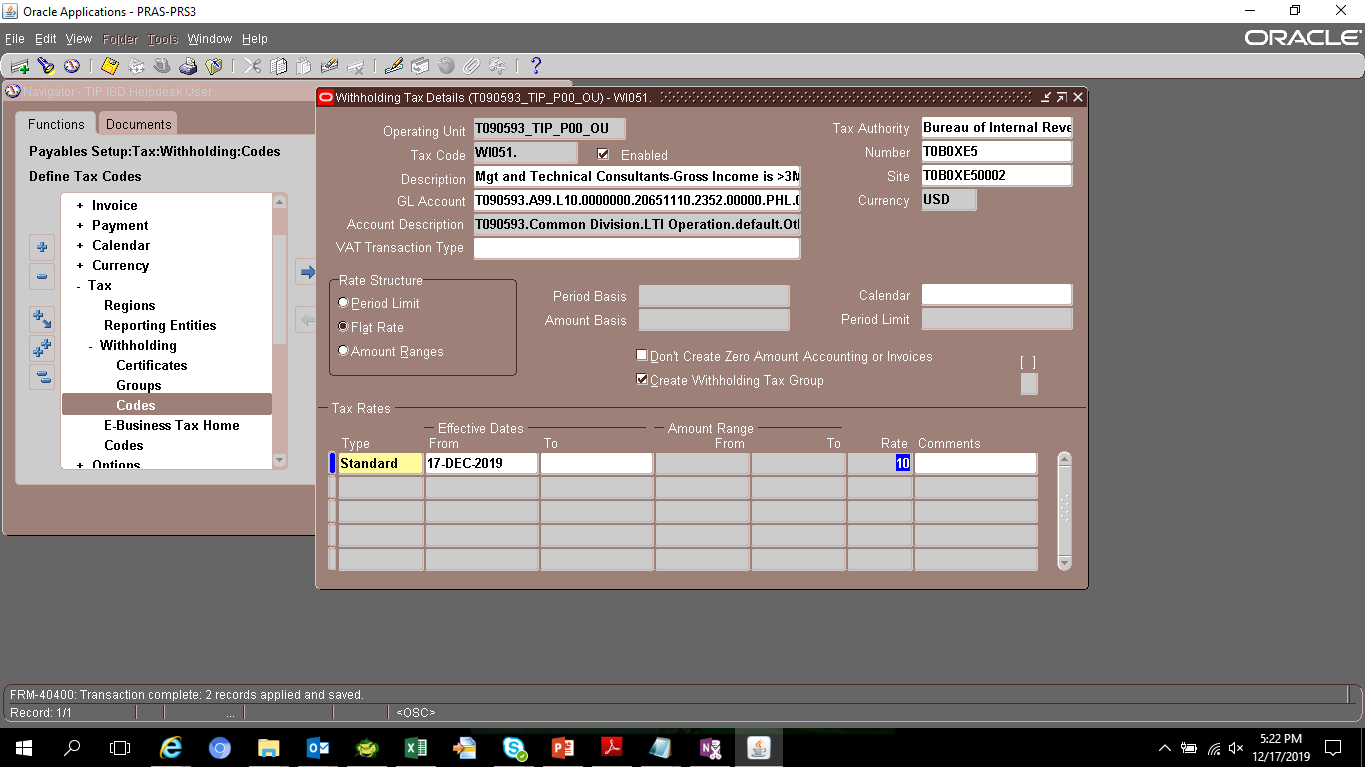 Oracle Applications - PRAS-PRS3
File Edit View Folder Tools Window Help
ORACLE
Navigator - TIP ISD Helpdesk User
Functions Documents
Payables Setup:Tax:Withholding:Codes
Define Tax Codes
+ Invoice
+ Payment
+ Calendar
+ Currency
- Tax
Regions
Reporting Entities
- Withholding
Certificates
Groups
Codes
E-Business Tax Home
Codes
+ Options
Withholding Tax Details (T090593_TIP_P00_OU) - WI051.
Operating Unit T090593_TIP_P00_OU
Tax Code WI051. Enabled
Description Mgt and Technical Consultants-Gross Income is >3M
GL Account T090593.A99.L10.0000000.20651110.2352.00000.PHL.0
Account Description T090593.Common Division.LTI Operation.default.Ot
VAT Transaction Type
Tax Authority Bureau of Internal Reve
Number T0B0XE5
Site T0B0XE50002
Currency USD
Rate Structure
Period Limit
Flat Rate
Amount Ranges
Period Basis
Amount Basis
Calendar
Period Limit
Don't Create Zero Amount Accounting or Invoices
Create Withholding Tax Group
[ ]
Tax Rates
Effective Dates Amount Range
Type From To From To Rate Comments
Standard 17-DEC-2019 10
FRM-40400: Transaction complete: 2 records applied and saved.
Record: 1/1 ... <OSC>
5:22 PM
12/17/2019